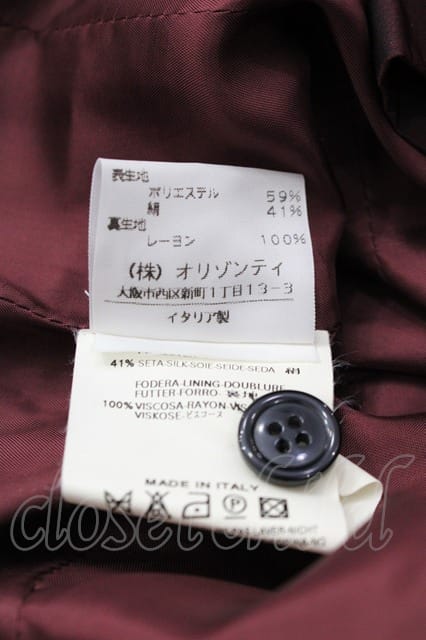 表生地
ポリエステル 59%
絹 41%
裏生地
レーヨン 100%
(株) オリゾンティ
大阪市西区新町1丁目13-3
イタリア製
41% SETA-SILK-SOIE-SEIDE-SEDA 絹
FODERA-LINING-DOUBLURE
FUTTER-FORRO-
100% VISCOSA-RAYON-
VISKOSE-
MADE IN ITALY
closet child